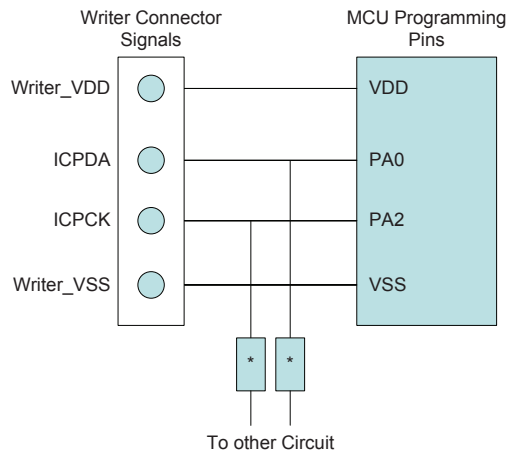 Writer Connector
Signals
MCU Programming
Pins
Writer_VDD
VDD
ICPDA
PA0
ICPCK
PA2
Writer_VSS
VSS
* *
To other Circuit